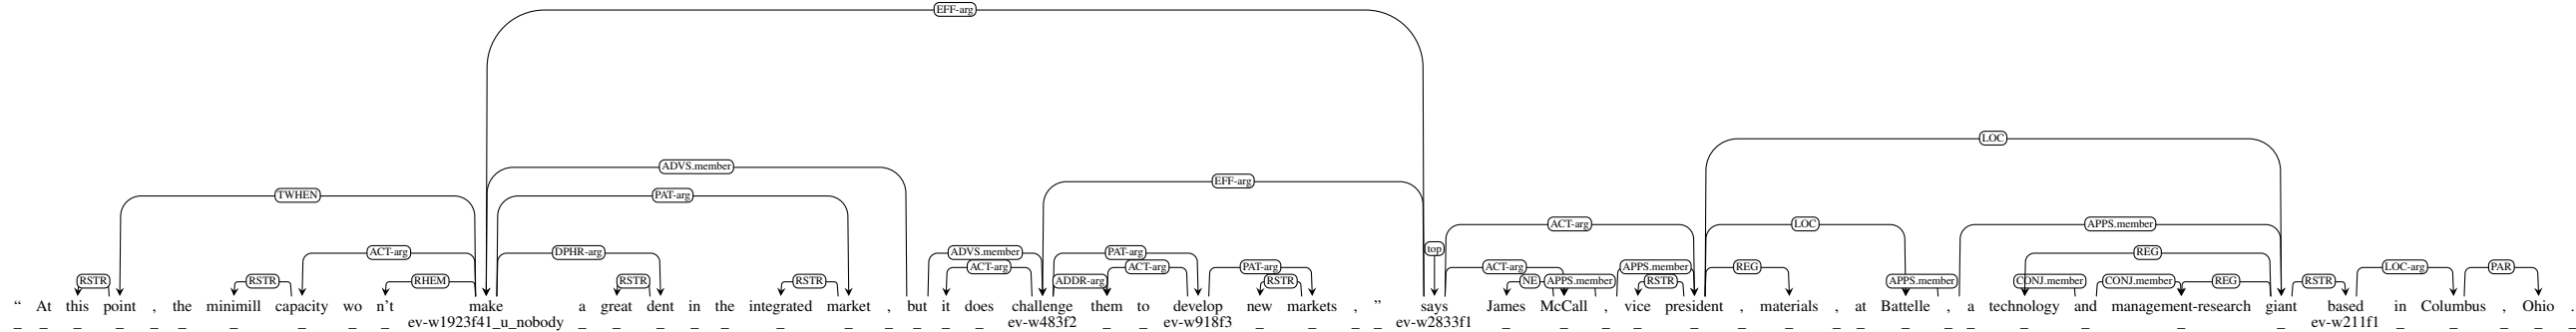 EFF-arg
LOC
ADVS.member
EFF-arg
TWHEN PAT-arg
ACT-arg LOC APPS.member
ACT-arg DPHR-arg ADVS.member PAT-arg top REG
ACT-arg ACT-arg PAT-arg ACT-arg APPS.member REG
RSTR RSTR RHEM RSTR RSTR ADDR-arg RSTR NE APPS.member RSTR APPS.member CONJ.member CONJ.member REG RSTR LOC-arg PAR
“ At this point , the minimill capacity wo n’t make a great dent in the integrated market , but it does challenge them to develop new markets , ” says James McCall , vice president , materials , at Battelle , a technology and management-research giant based in Columbus , Ohio .
_ _ _ _ _ _ _ _ _ _ ev-w1923f41_u_nobody _ _ _ _ _ _ _ _ _ _ _ ev-w483f2 _ _ ev-w918f3 _ _ _ _ ev-w2833f1 _ _ _ _ _ _ _ _ _ _ _ _ _ _ _ _ ev-w211f1 _ _ _ _